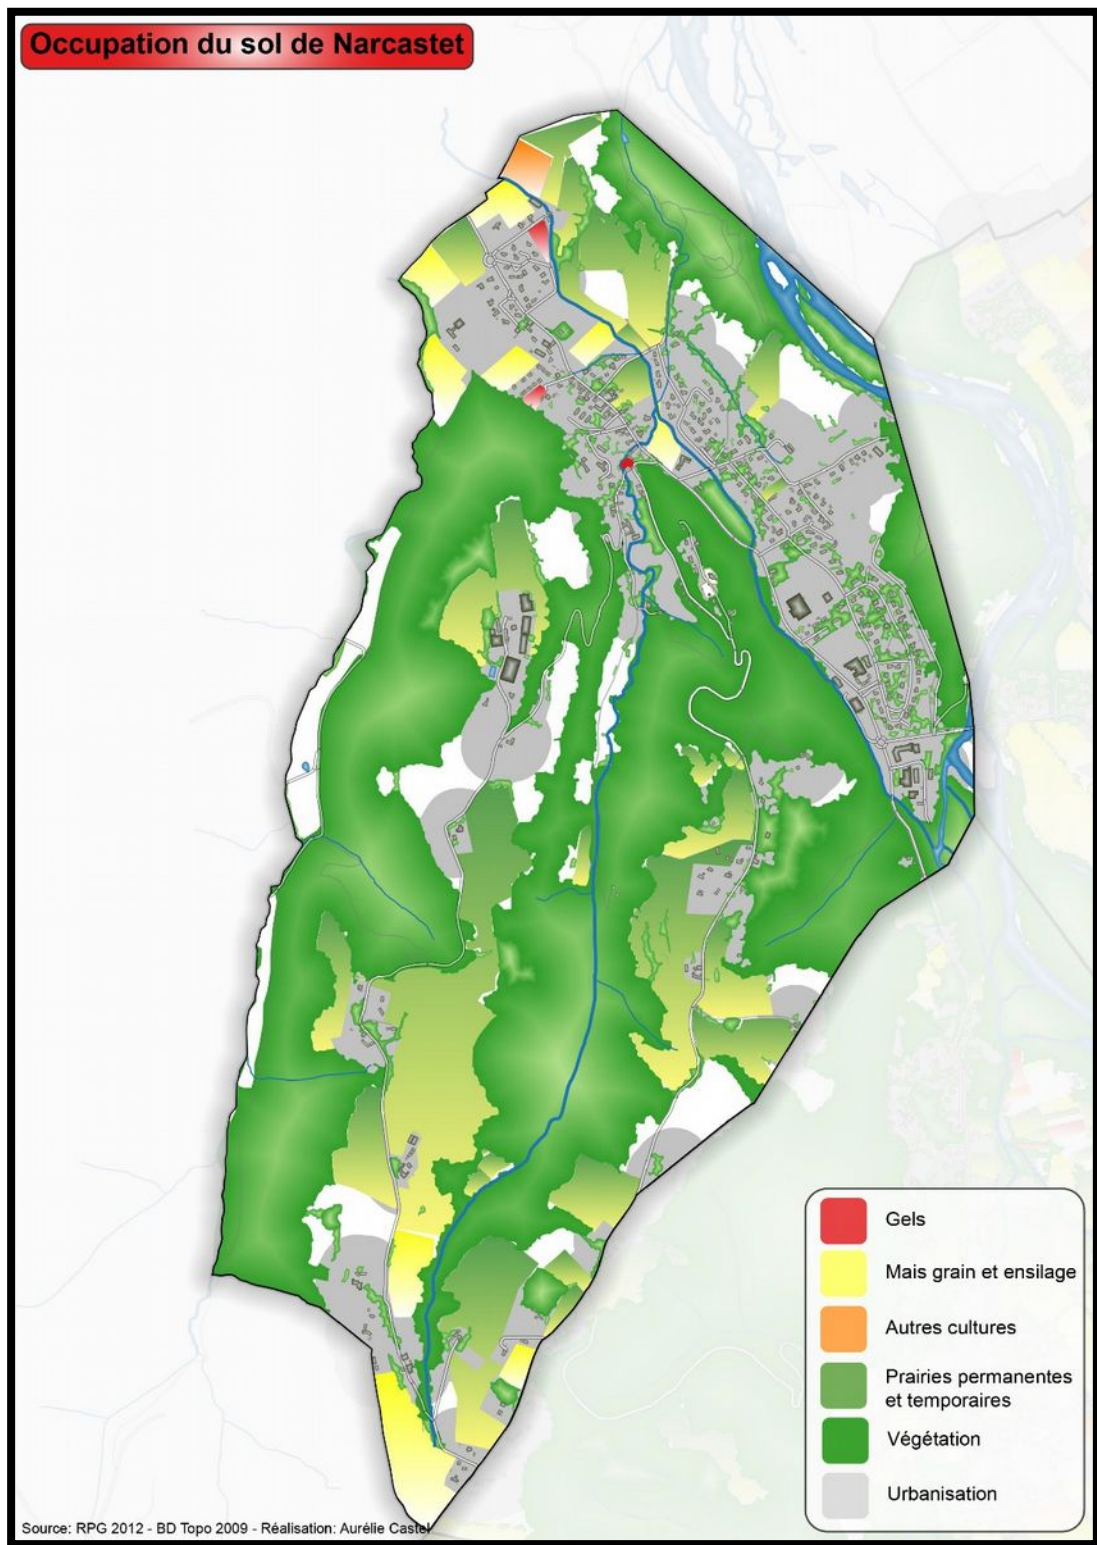 Occupation du sol de Narcastet
Gels
Mais grain et ensilage
Autres cultures
Prairies permanentes
et temporaires
Végétation
Urbanisation
Source: RPG 2012 - BD Topo 2009 - Réalisation: Aurélie Castel